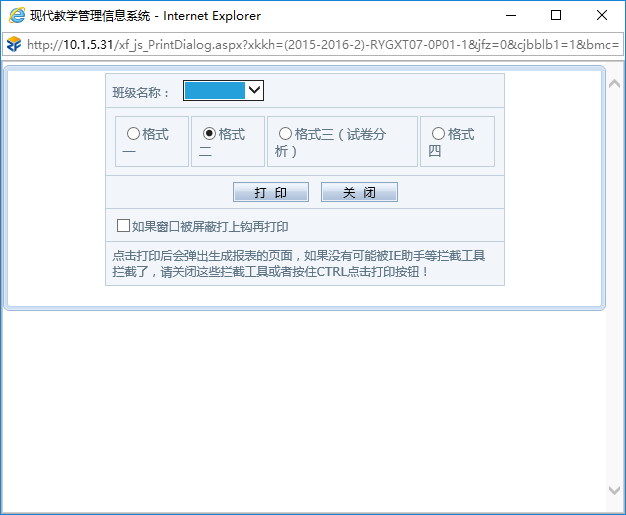 现代教学管理信息系统 - Internet Explorer
http://10.1.5.31/xf_js_PrintDialog.aspx?xkkh=(2015-2016-2)-RYGXT07-0P01-1&jfz=0&cjbblb1=1&bmc=
班级名称：
格式一
格式二
格式三（试卷分析）
格式四
打 印 关 闭
如果窗口被屏蔽打上钩再打印
点击打印后会弹出生成报表的页面，如果没有可能被IE助手等拦截工具
拦截了，请关闭这些拦截工具或者按住CTRL点击打印按钮！